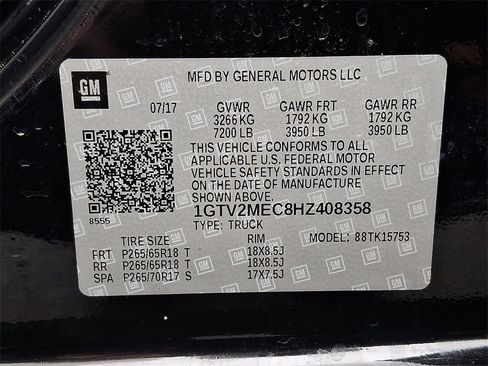 GM
MFD BY GENERAL MOTORS LLC
07/17 GVWR GAWR FRT GAWR RR
3266 KG 1792 KG 1792 KG
7200 LB 3950 LB 3950 LB
THIS VEHICLE CONFORMS TO ALL
APPLICABLE U.S. FEDERAL MOTOR
VEHICLE SAFETY STANDARDS IN EFFECT
ON THE DATE OF MANUFACTURE
SHOWN ABOVE.
1GTV2MEC8HZ408358
8555 TYPE: TRUCK
TIRE SIZE RIM MODEL: 88TK15753
FRT P265/65R18 T 18X8.5J
RR P265/65R18 T 18X8.5J
SPA P265/70R17 S 17X7.5J